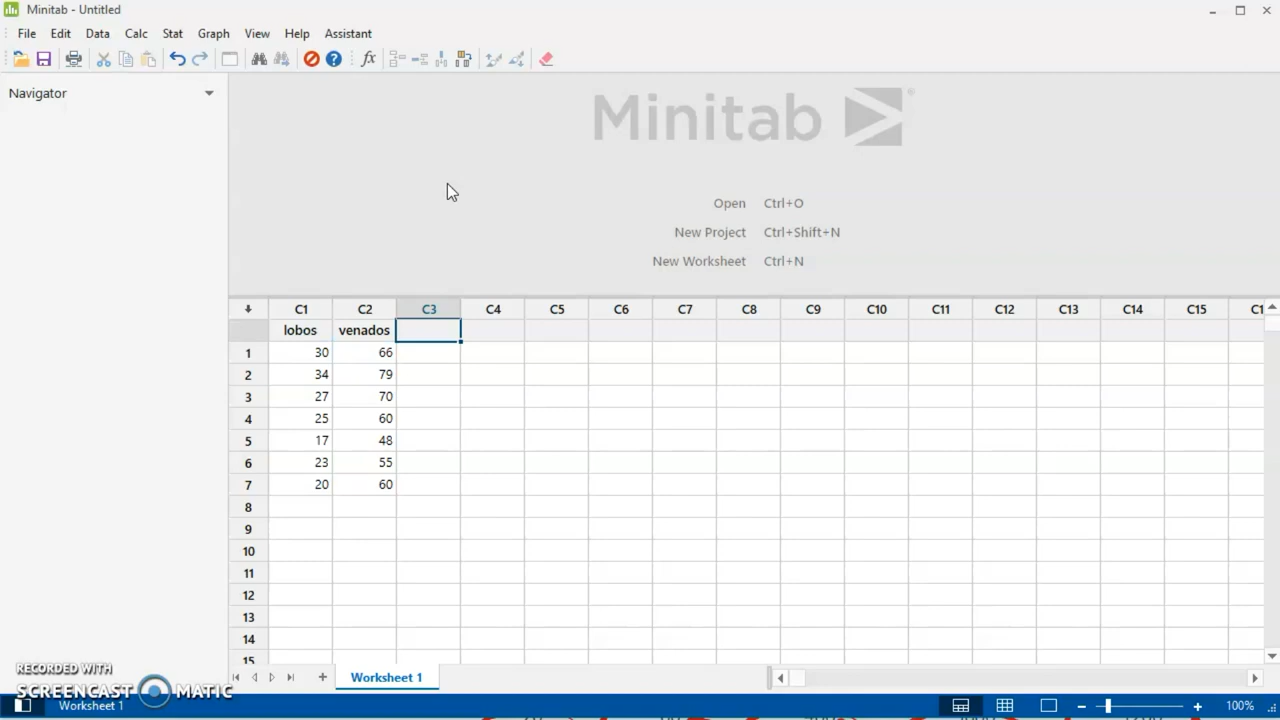 Minitab - Untitled
File Edit Data Calc Stat Graph View Help Assistant
Navigator
Minitab
Open Ctrl+O
New Project Ctrl+Shift+N
New Worksheet Ctrl+N
C1 C2 C3 C4 C5 C6 C7 C8 C9 C10 C11 C12 C13 C14 C15
lobos venados
1 30 66
2 34 79
3 27 70
4 25 60
5 17 48
6 23 55
7 20 60
8
9
10
11
12
13
14
15
RECORDED WITH
SCREENCAST MATIC
Worksheet 1
Worksheet 1 100%